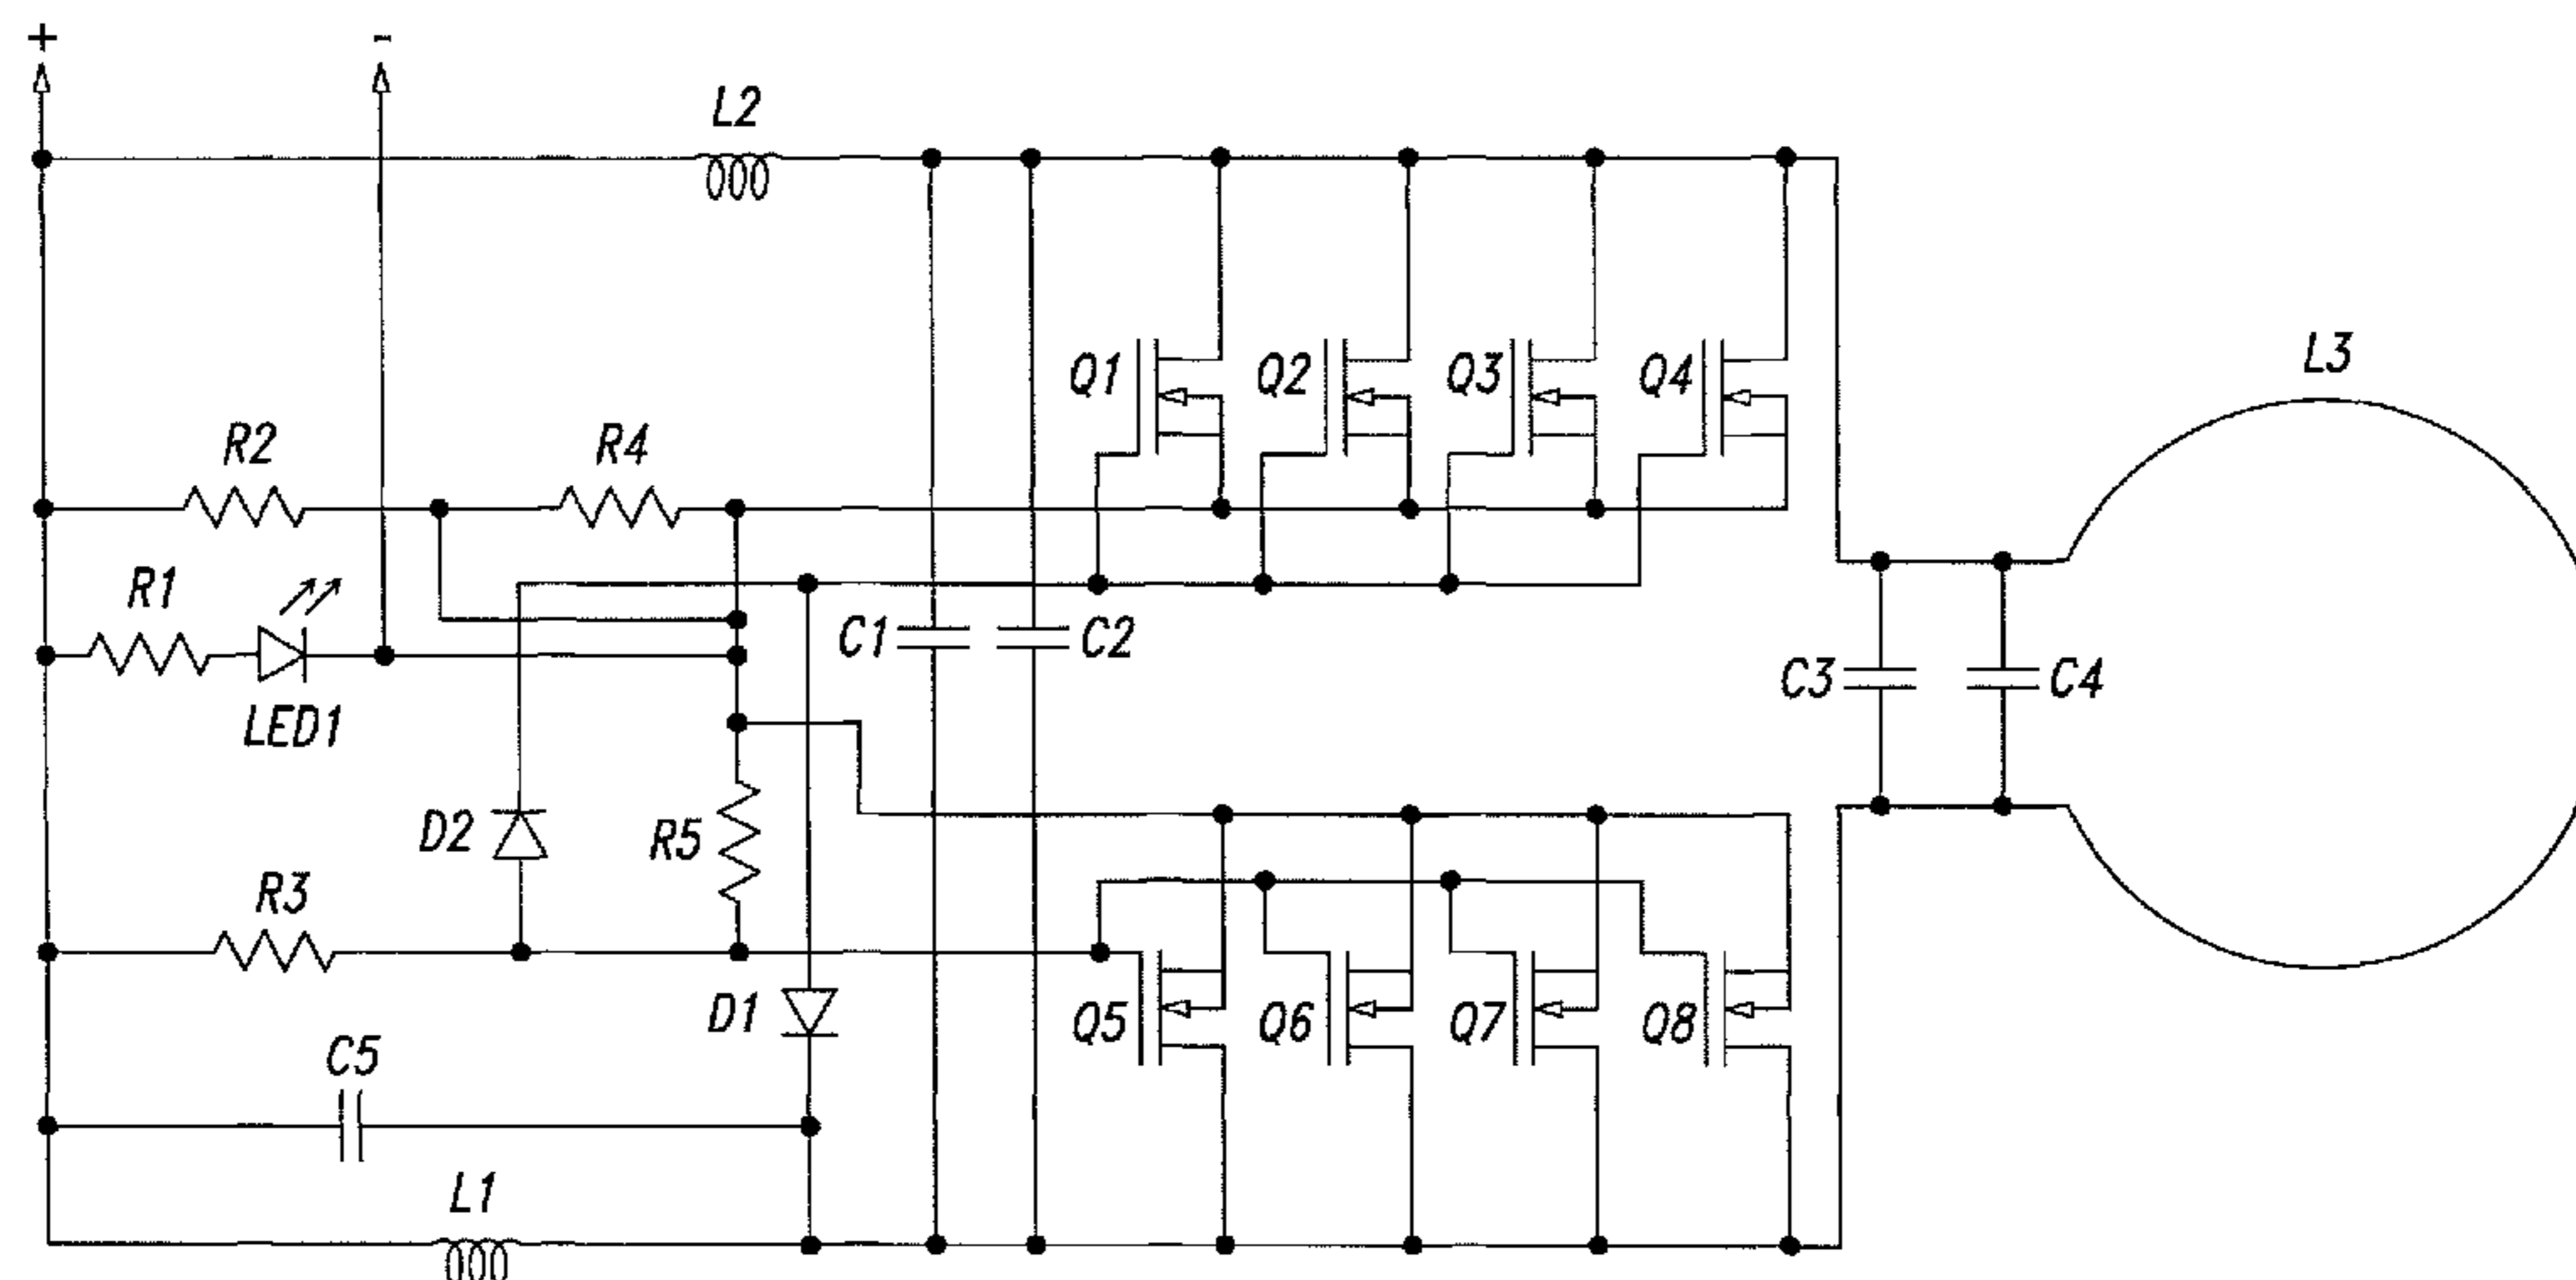 + -
L2
L3
Q1 Q2 Q3 Q4
R2 R4
R1
C1 C2
C3 C4
LED1
D2 R5
R3
D1 Q5 Q6 Q7 Q8
C5
L1